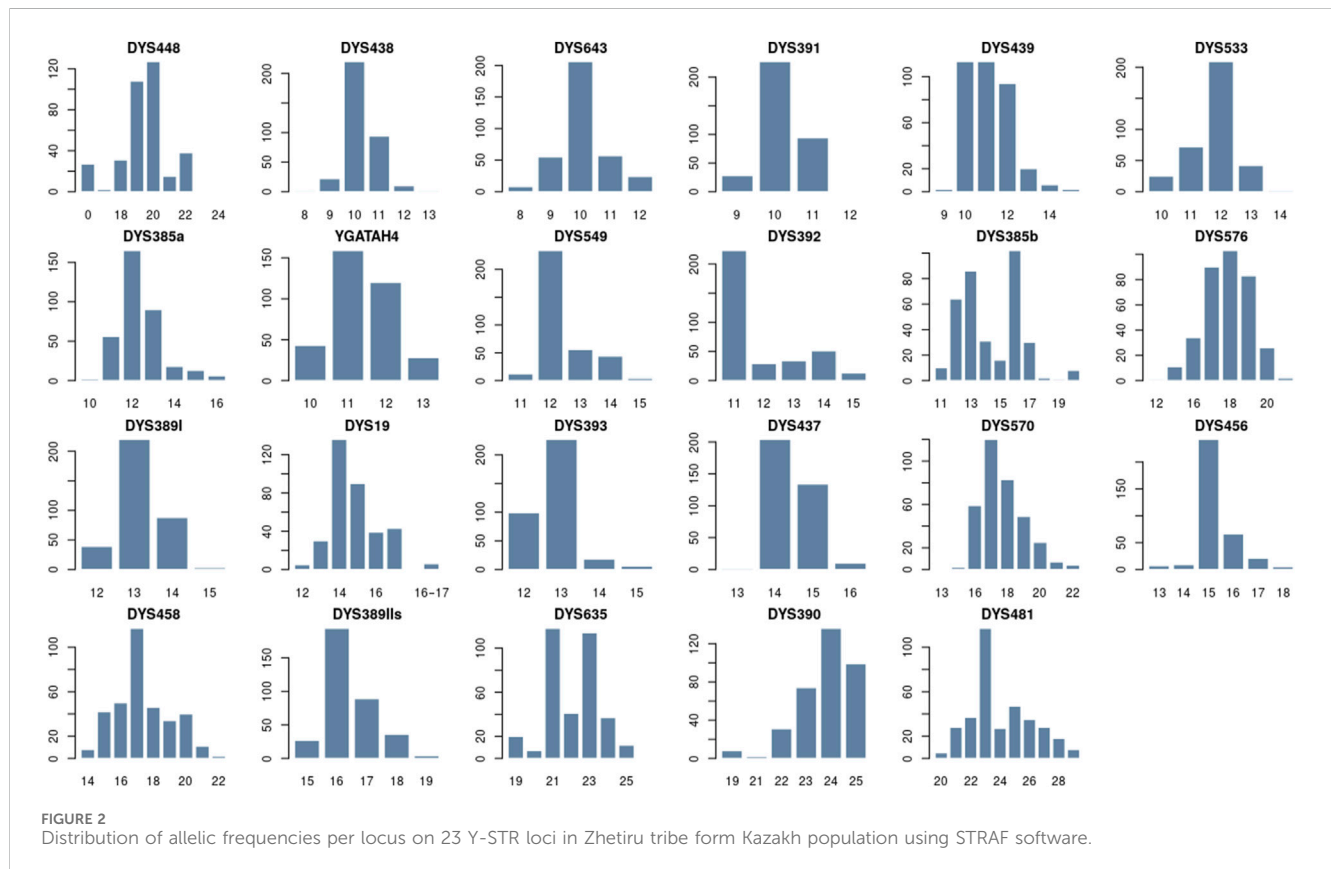 DYS448
120
80
40
0
0 18 20 22 24
DYS438
200
100
50
0
8 9 10 11 12 13
DYS643
200
150
100
50
0
8 9 10 11 12
DYS391
200
100
50
0
9 10 11 12
DYS439
100
60
20
0
9 10 12 14
DYS533
200
150
100
50
0
10 11 12 13 14
DYS385a
150
100
50
0
10 12 14 16
YGATAH4
150
100
50
0
10 11 12 13
DYS549
200
100
50
0
11 12 13 14 15
DYS392
200
100
50
0
11 12 13 14 15
DYS385b
80
60
40
20
0
11 13 15 17 19
DYS576
80
60
40
20
0
12 16 18 20
DYS389I
200
100
50
0
12 13 14 15
DYS19
120
80
40
0
12 14 16 16-17
DYS393
200
100
50
0
12 13 14 15
DYS437
200
150
100
50
0
13 14 15 16
DYS570
100
60
20
0
13 16 18 20 22
DYS456
150
50
0
13 14 15 16 17 18
DYS458
100
60
20
0
14 16 18 20 22
DYS389IIs
150
100
50
0
15 16 17 18 19
DYS635
100
60
20
0
19 21 23 25
DYS390
120
80
40
0
19 21 22 23 24 25
DYS481
100
60
20
0
20 22 24 26 28
FIGURE 2
Distribution of allelic frequencies per locus on 23 Y-STR loci in Zhetiru tribe form Kazakh population using STRAF software.